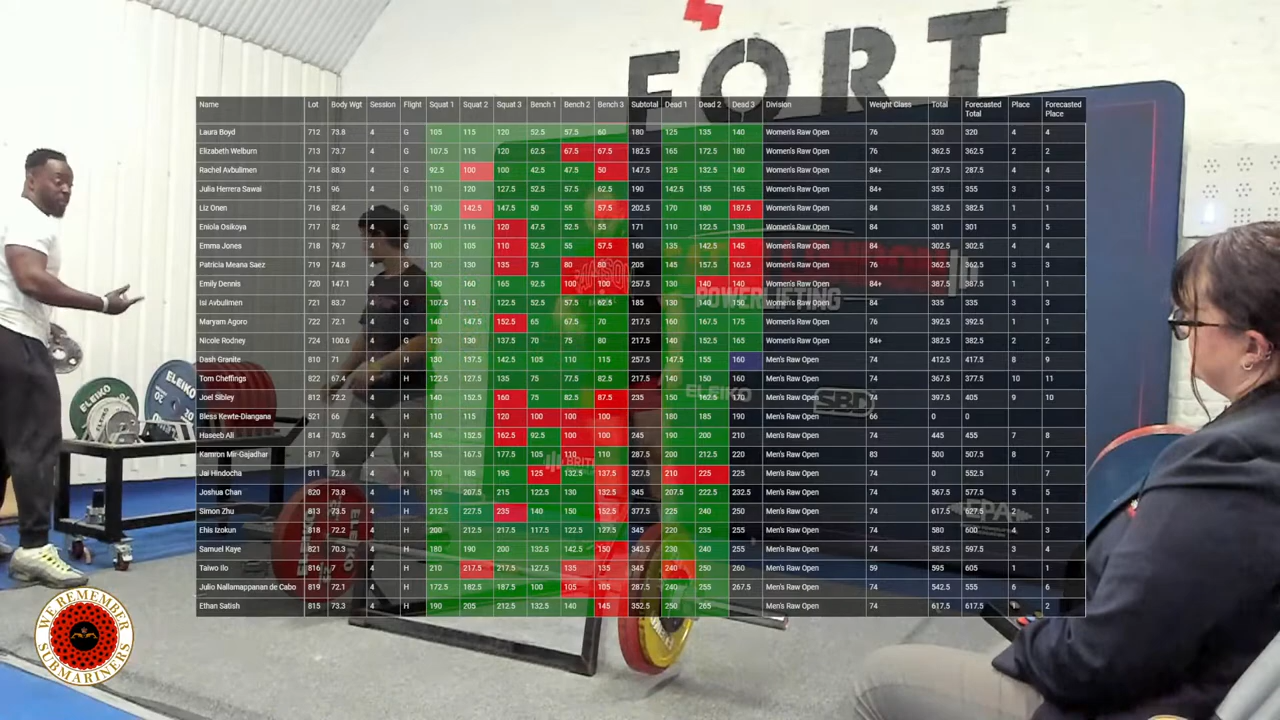 FORT
Name Lot Body Wgt Session Flight Squat 1 Squat 2 Squat 3 Bench 1 Bench 2 Bench 3 Subtotal Dead 1 Dead 2 Dead 3 Division Weight Class Total Forecasted Total Place Forecasted Place
Laura Boyd 712 73.8 4 G 105 115 120 52.5 57.5 60 180 125 135 140 Women's Raw Open 76 320 320 4 4
Elizabeth Welburn 713 73.7 4 G 107.5 115 120 62.5 67.5 67.5 182.5 165 172.5 180 Women's Raw Open 76 362.5 362.5 2 2
Rachel Avbulimen 714 88.9 4 G 92.5 100 100 42.5 47.5 50 147.5 125 132.5 140 Women's Raw Open 84+ 287.5 287.5 4 4
Julia Herrera Sawai 715 96 4 G 110 120 127.5 52.5 57.5 62.5 190 142.5 155 165 Women's Raw Open 84+ 355 355 3 3
Liz Onen 716 82.4 4 G 130 142.5 147.5 50 55 57.5 202.5 170 180 187.5 Women's Raw Open 84 382.5 382.5 1 1
Eniola Osikoya 717 82 4 G 107.5 116 120 47.5 52.5 55 171 110 122.5 130 Women's Raw Open 84 301 301 5 5
Emma Jones 718 79.7 4 G 100 105 110 52.5 55 57.5 160 135 142.5 145 Women's Raw Open 84 302.5 302.5 4 4
Patricia Meana Saez 719 74.8 4 G 120 130 135 75 80 80 205 145 157.5 162.5 Women's Raw Open 76 362.5 362.5 3 3
Emily Dennis 720 147.1 4 G 150 160 165 92.5 100 100 257.5 130 140 140 Women's Raw Open 84+ 387.5 387.5 1 1
Isi Avbulimen 721 83.7 4 G 107.5 115 122.5 52.5 57.5 62.5 185 130 140 150 Women's Raw Open 84 335 335 3 3
Maryam Agoro 722 72.1 4 G 140 147.5 152.5 65 67.5 70 217.5 160 167.5 175 Women's Raw Open 76 392.5 392.5 1 1
Nicole Rodney 724 100.6 4 G 120 130 137.5 70 75 80 217.5 140 152.5 165 Women's Raw Open 84+ 382.5 382.5 2 2
Dash Granite 810 71 4 H 130 137.5 142.5 105 110 115 257.5 147.5 155 160 Men's Raw Open 74 412.5 417.5 8 9
Tom Cheffings 822 67.4 4 H 122.5 127.5 135 75 77.5 82.5 217.5 140 150 160 Men's Raw Open 74 367.5 377.5 10 11
Joel Sibley 812 72.2 4 H 140 152.5 160 75 82.5 87.5 235 150 162.5 170 Men's Raw Open 74 397.5 405 9 10
Bless Kewte-Diangana 521 66 4 H 110 115 120 100 100 100 180 185 190 Men's Raw Open 66 0 0
Haseeb Ali 814 70.5 4 H 145 152.5 162.5 92.5 100 100 245 190 200 210 Men's Raw Open 74 445 455 7 8
Kamron Mir-Gajadhar 817 76 4 H 155 167.5 177.5 105 110 110 287.5 200 212.5 220 Men's Raw Open 83 500 507.5 8 7
Jai Hindocha 811 72.8 4 H 170 185 195 125 132.5 137.5 327.5 210 225 225 Men's Raw Open 74 0 552.5 7
Joshua Chan 820 73.8 4 H 195 207.5 215 122.5 130 132.5 345 207.5 222.5 232.5 Men's Raw Open 74 567.5 577.5 5 5
Simon Zhu 813 73.5 4 H 212.5 227.5 235 140 150 152.5 377.5 225 240 250 Men's Raw Open 74 617.5 627.5 2 1
Ehis Izokun 818 72.2 4 H 200 212.5 217.5 117.5 122.5 127.5 345 220 235 255 Men's Raw Open 74 580 600 4 3
Samuel Kaye 821 70.3 4 H 180 190 200 132.5 142.5 150 342.5 230 240 255 Men's Raw Open 74 582.5 597.5 3 4
Taiwo Ilo 816 4 H 210 217.5 217.5 127.5 135 135 345 240 250 260 Men's Raw Open 59 595 605 1 1
Julio Nallamappanan de Cabo 819 72.1 4 H 172.5 182.5 187.5 100 105 105 287.5 240 255 267.5 Men's Raw Open 74 542.5 555 6 6
Ethan Satish 815 73.3 4 H 190 205 212.5 132.5 140 145 352.5 250 265 Men's Raw Open 74 617.5 617.5 1 2
POWERLIFTING
ELEIKO
ELEIKO
SBD
EPA
WE REMEMBER
SUBMARINERS